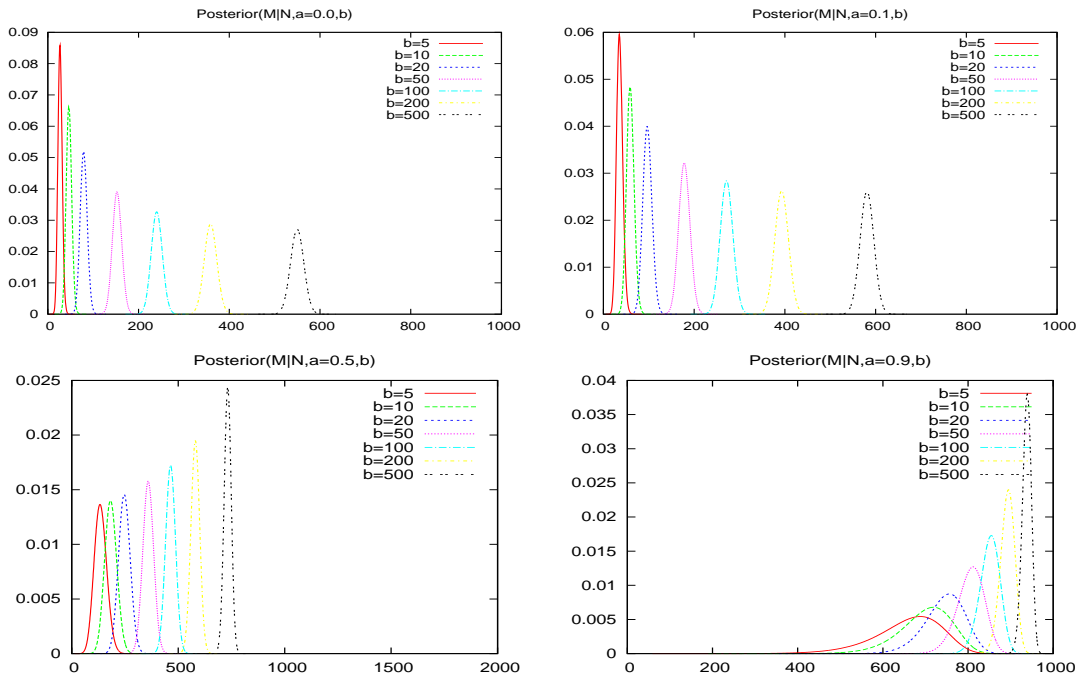 Posterior(M|N,a=0.0,b)
0.09
0.08
0.07
0.06
0.05
0.04
0.03
0.02
0.01
0
0 200 400 600 800 1000
b=5
b=10
b=20
b=50
b=100
b=200
b=500
Posterior(M|N,a=0.1,b)
0.06
0.05
0.04
0.03
0.02
0.01
0
0 200 400 600 800 1000
b=5
b=10
b=20
b=50
b=100
b=200
b=500
Posterior(M|N,a=0.5,b)
0.025
0.02
0.015
0.01
0.005
0
0 500 1000 1500 2000
b=5
b=10
b=20
b=50
b=100
b=200
b=500
Posterior(M|N,a=0.9,b)
0.04
0.035
0.03
0.025
0.02
0.015
0.01
0.005
0
0 200 400 600 800 1000
b=5
b=10
b=20
b=50
b=100
b=200
b=500